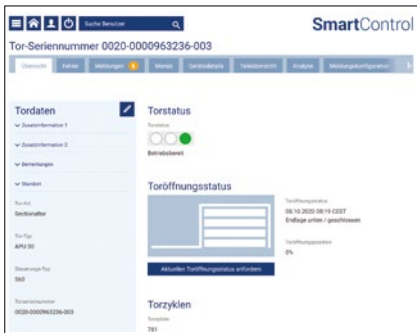 Suche Benutzer
SmartControl
Tor-Seriennummer 0020-0000963236-003
Übersicht Fehler Meldungen Monitor Gerätedetails Teileübersicht Analyse Meldungskonfiguration
Tordaten
Zusatzinformation 1
Zusatzinformation 2
Bemerkungen
Standort
Tor-Art
Sectionaltor
Tor-Typ
APU 30
Steuerungs-Typ
560
Torseriennummer
0020-0000963236-003
Torstatus
Torstatus
Betriebsbereit
Toröffnungsstatus
Aktuellen Toröffnungsstatus anfordern
Toröffnungsstatus
08.10.2020 08:19 CEST
Endlage unten / geschlossen
Toröffnungsposition
0%
Torzyklen
Torzyklen
781